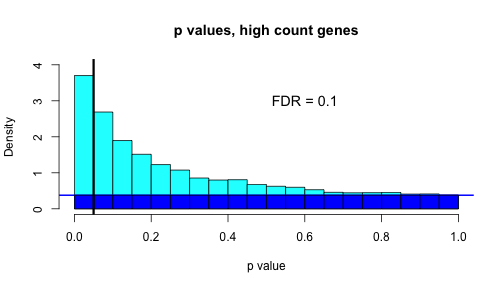 p values, high count genes
FDR = 0.1
Density
0
1
2
3
4
0.0 0.2 0.4 0.6 0.8 1.0
p value